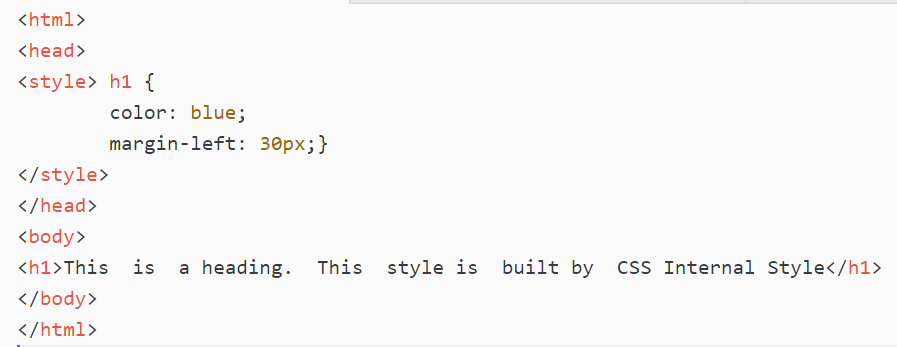 <html>
<head>
<style> h1 {
        color: blue;
        margin-left: 30px;}
</style>
</head>
<body>
<h1>This  is  a heading.  This  style is  built by  CSS Internal Style</h1>
</body>
</html>